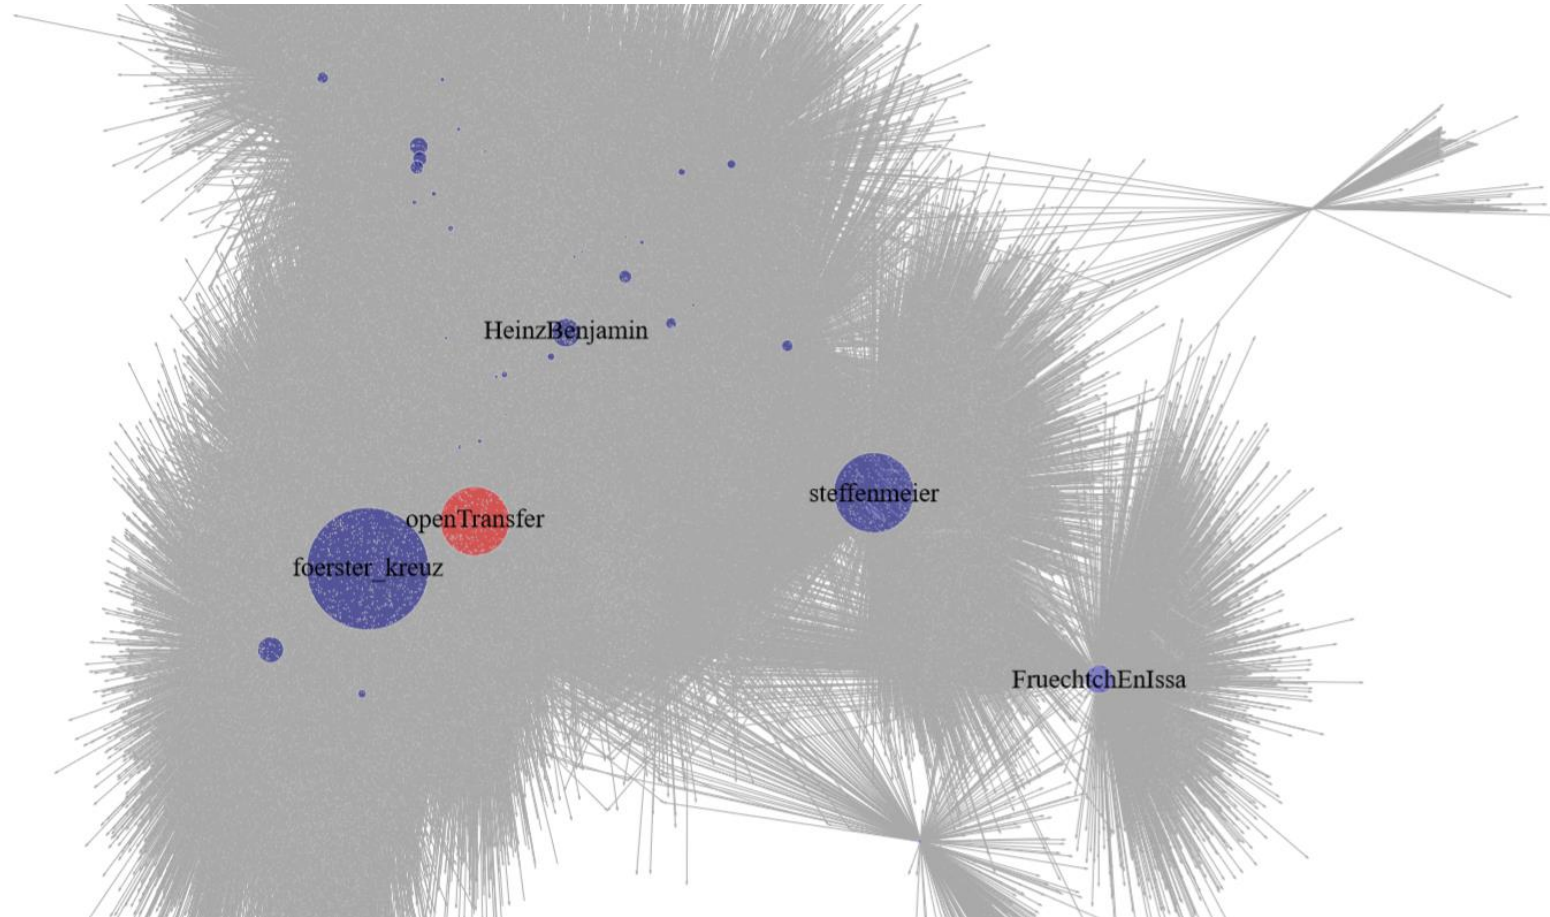 HeinzBenjamin
steffenmeier
openTransfer
foerster_kreuz
FruechtchEnIssa